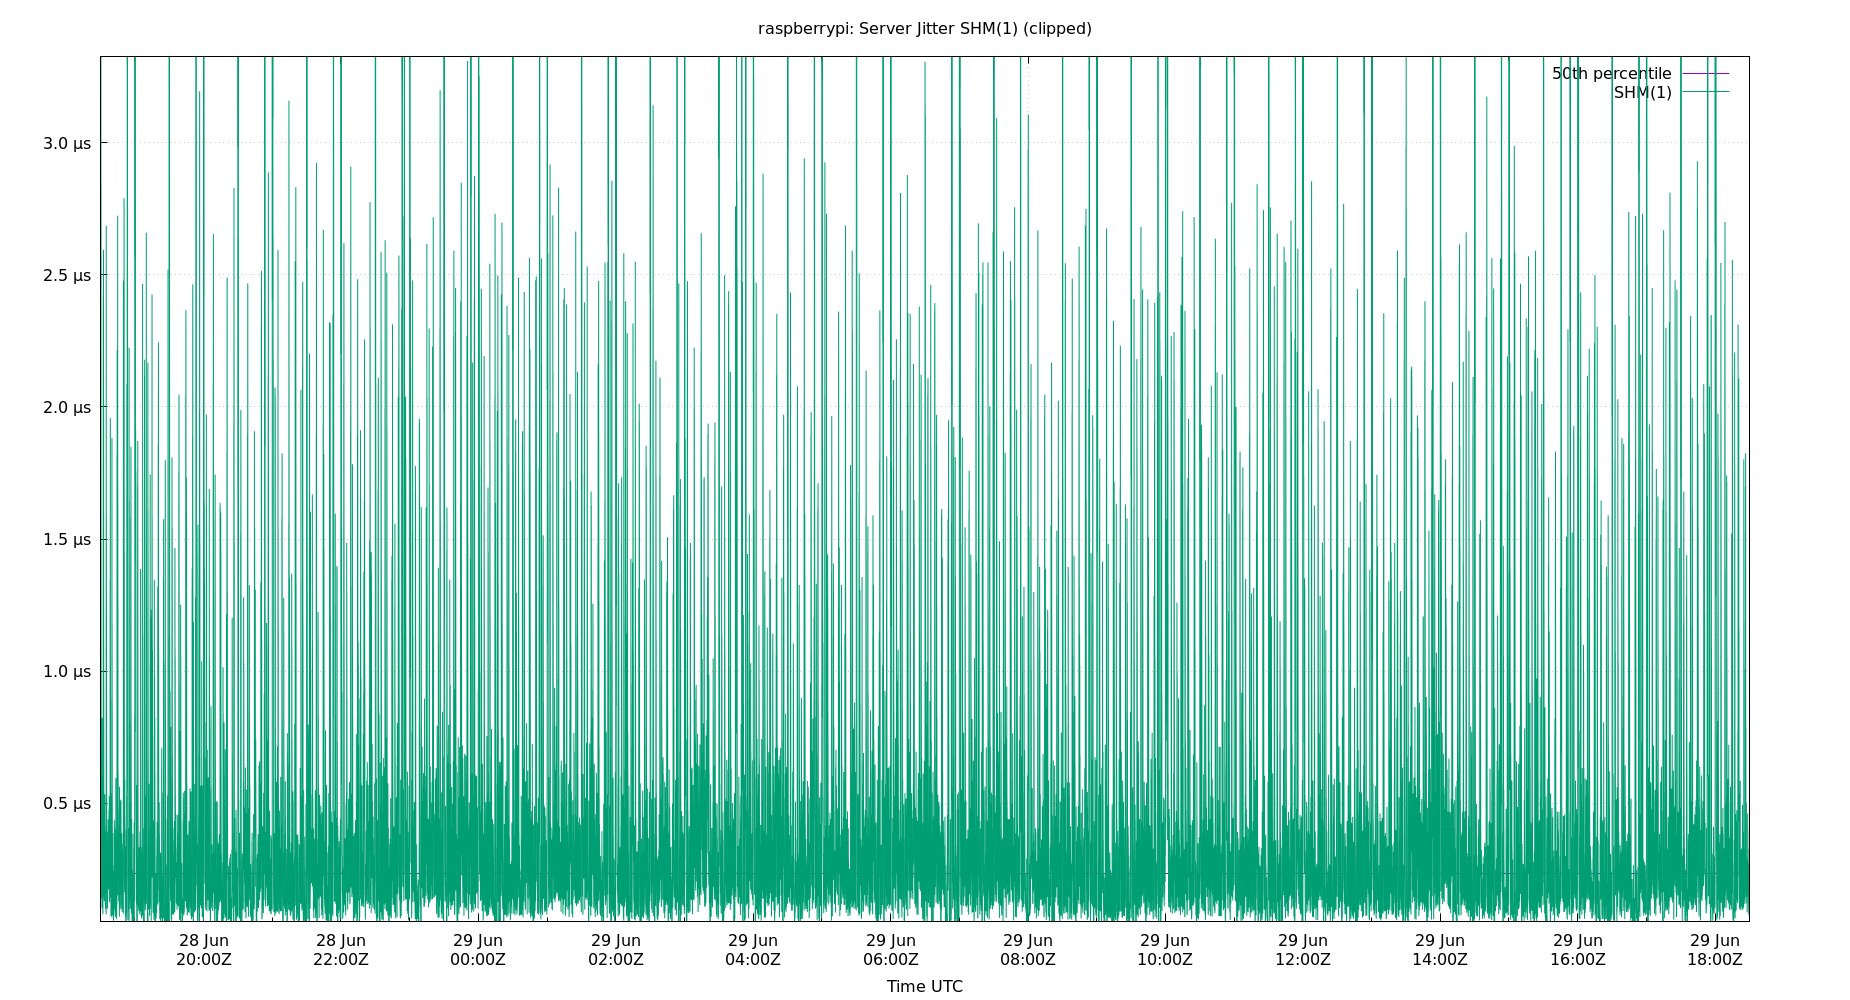 raspberrypi: Server Jitter SHM(1) (clipped)
50th percentile
SHM(1)
3.0 µs
2.5 µs
2.0 µs
1.5 µs
1.0 µs
0.5 µs
28 Jun 28 Jun 29 Jun 29 Jun 29 Jun 29 Jun 29 Jun 29 Jun 29 Jun 29 Jun 29 Jun 29 Jun
20:00Z 22:00Z 00:00Z 02:00Z 04:00Z 06:00Z 08:00Z 10:00Z 12:00Z 14:00Z 16:00Z 18:00Z
Time UTC